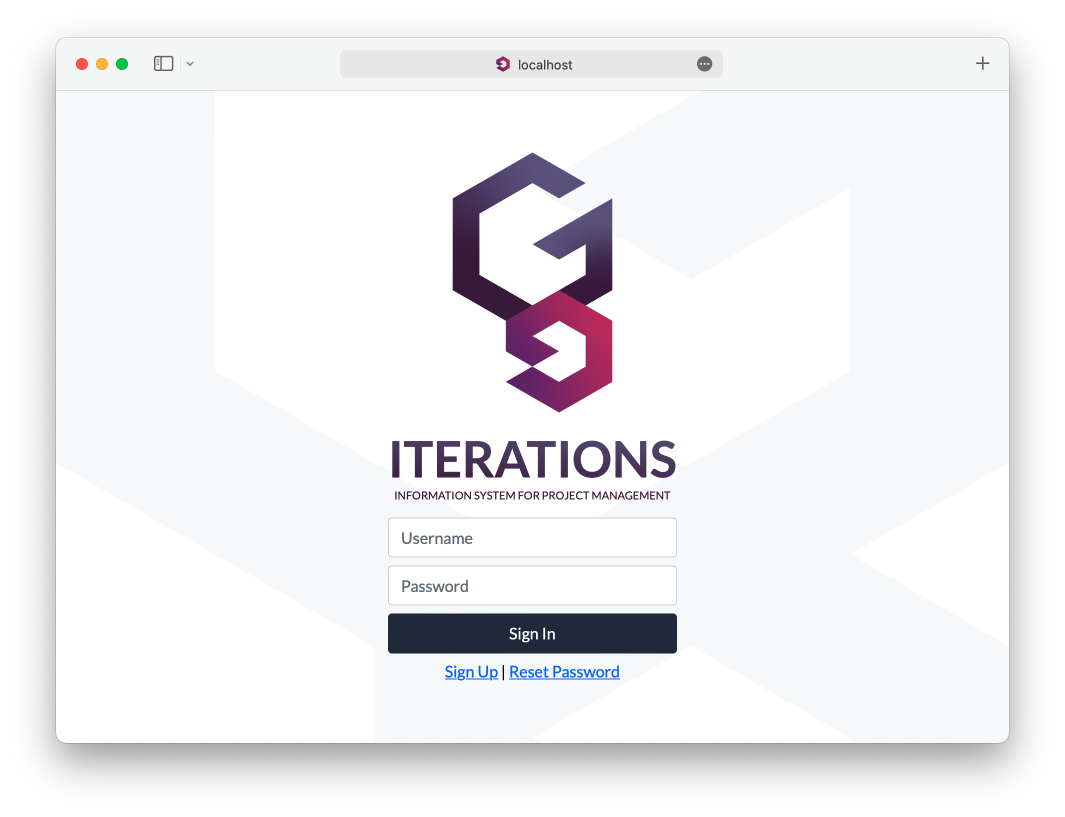 localhost
ITERATIONS
INFORMATION SYSTEM FOR PROJECT MANAGEMENT
Username
Password
Sign In
Sign Up | Reset Password